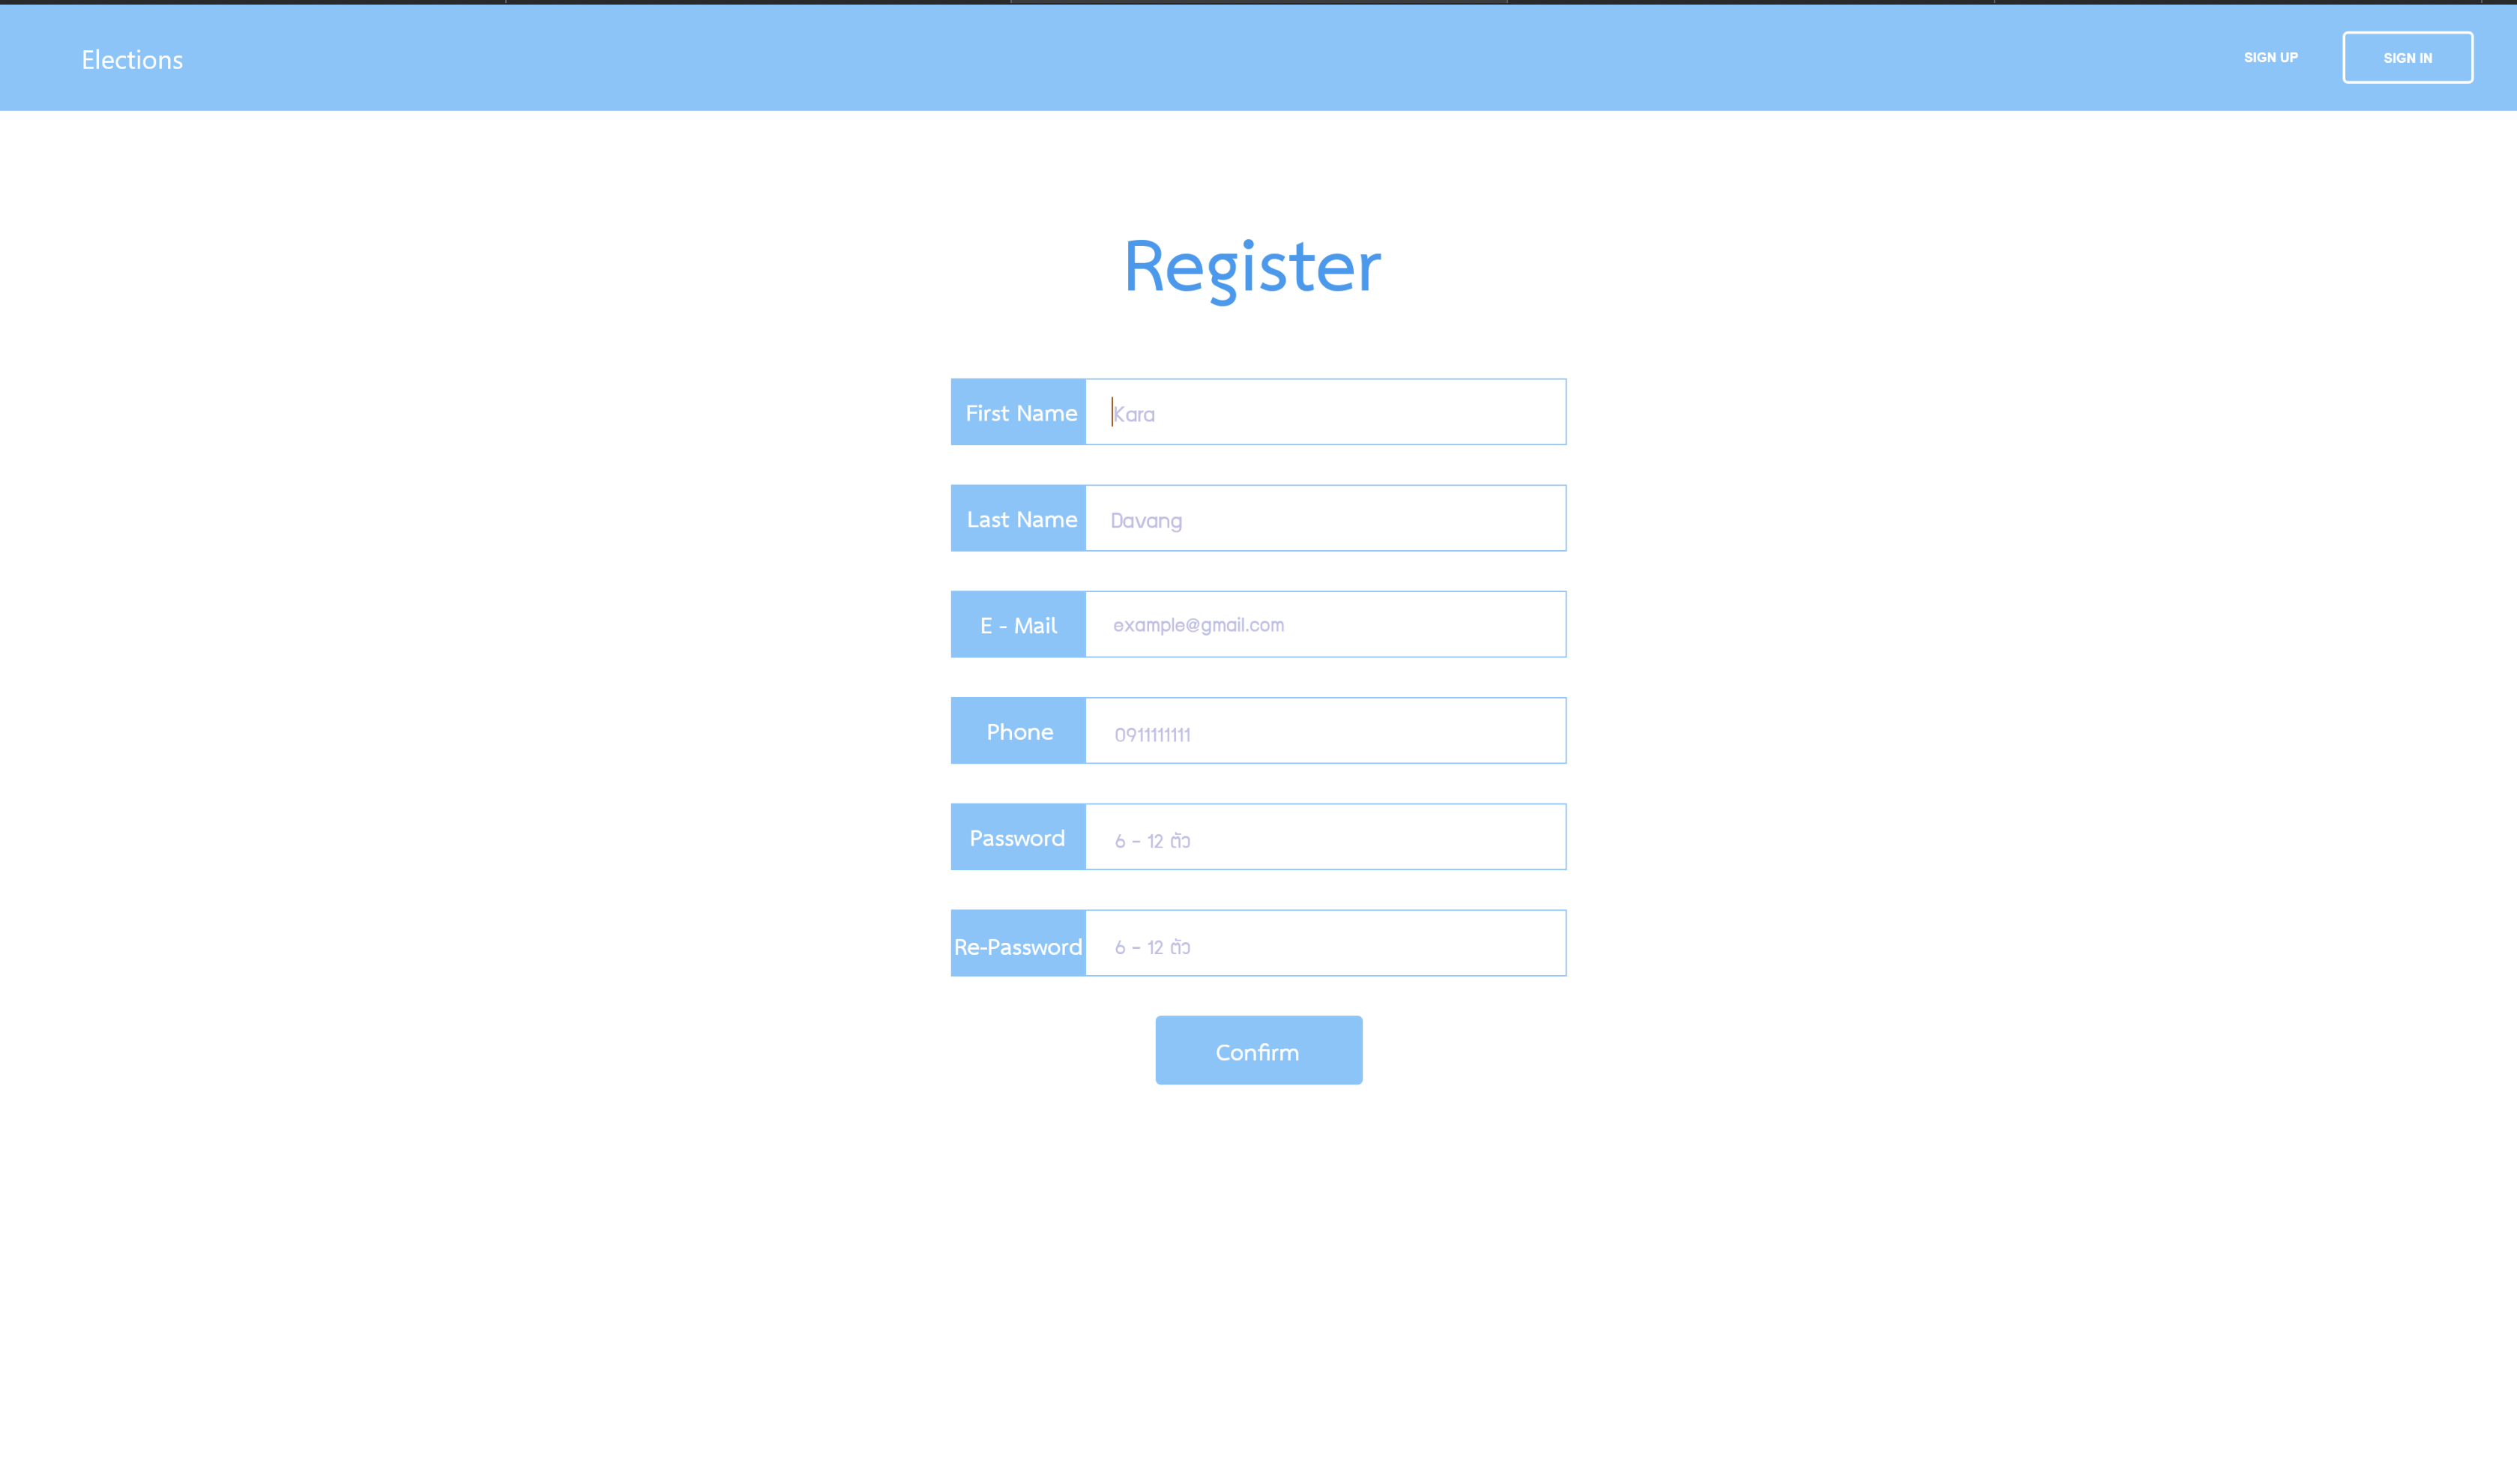 Elections
SIGN UP
SIGN IN
Register
First Name
Kara
Last Name
Davang
E - Mail
example@gmail.com
Phone
0911111111
Password
6 - 12 ตัว
Re-Password
6 - 12 ตัว
Confirm